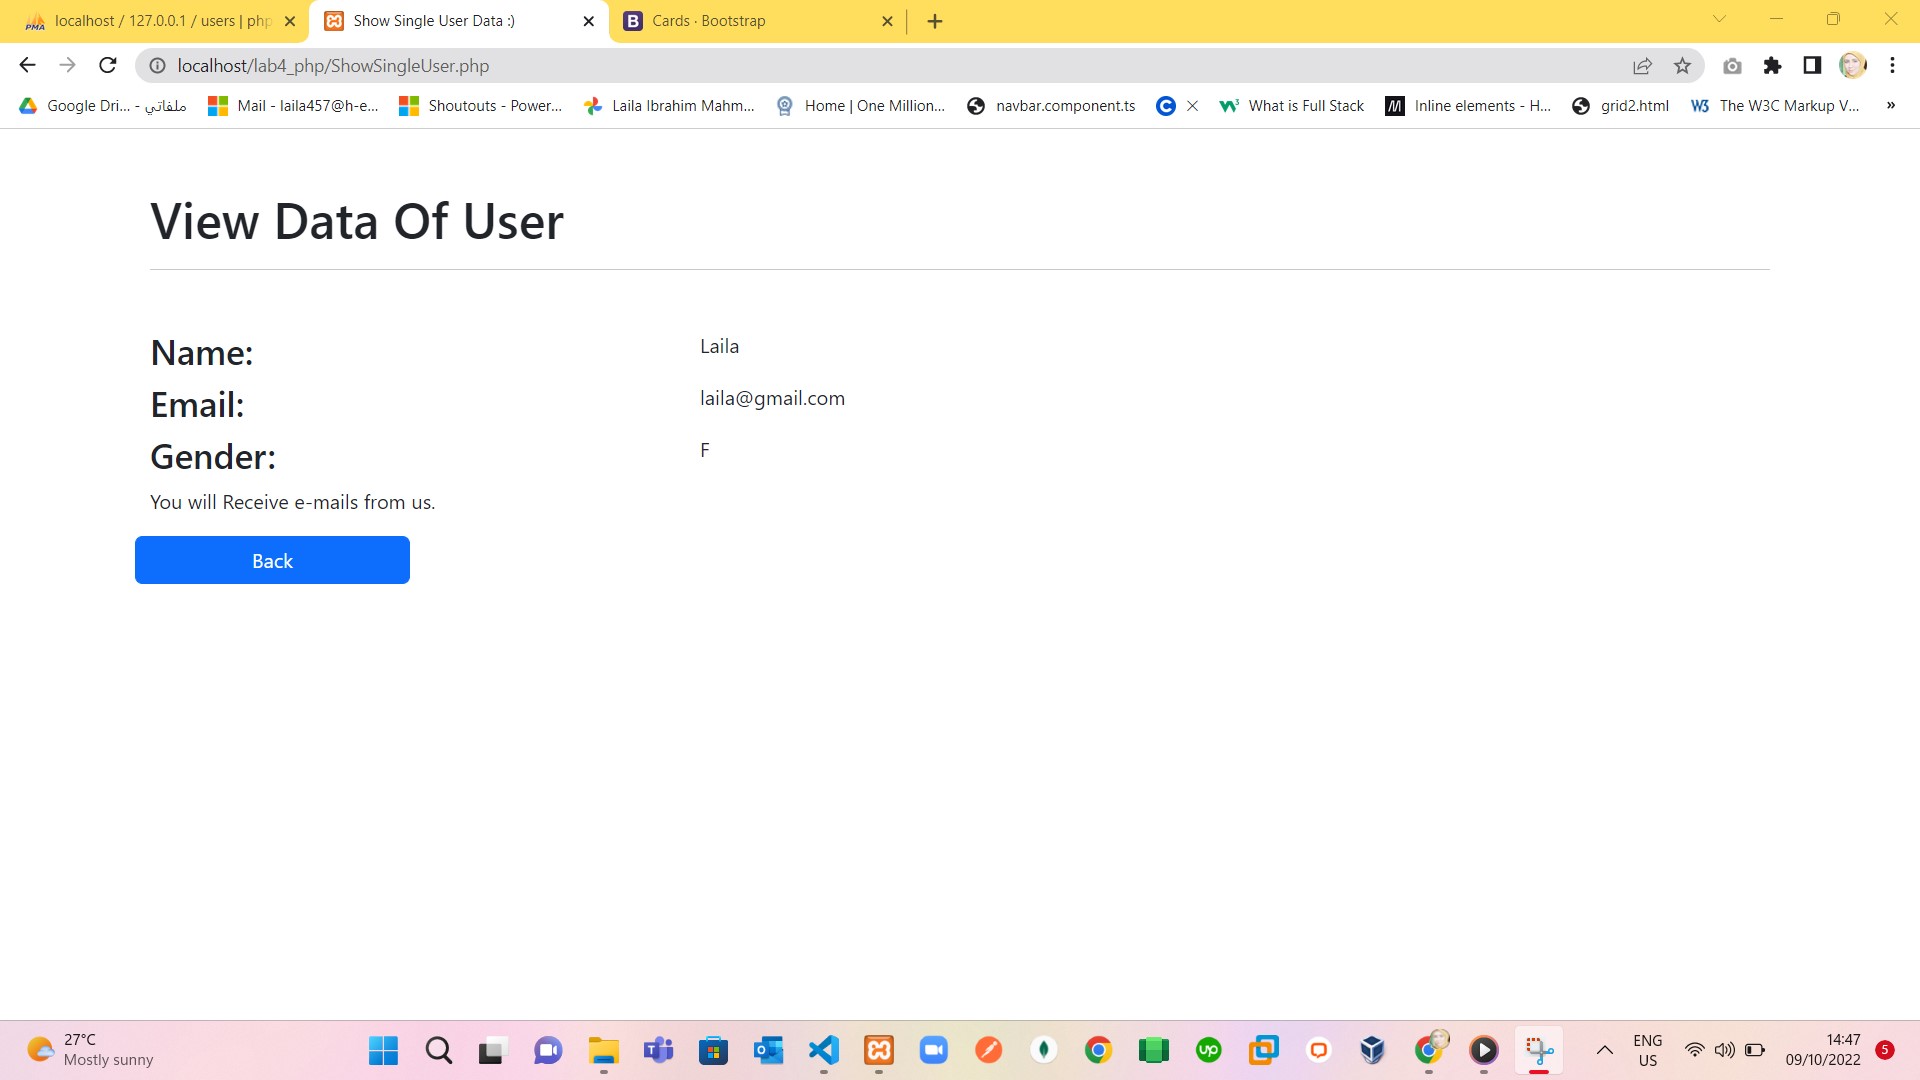 localhost / 127.0.0.1 / users | php
Show Single User Data :)
Cards · Bootstrap
localhost/lab4_php/ShowSingleUser.php
Google Dri... - ملفاتي
Mail - laila457@h-e...
Shoutouts - Power...
Laila Ibrahim Mahm...
Home | One Million...
navbar.component.ts
What is Full Stack
Inline elements - H...
grid2.html
The W3C Markup V...
View Data Of User
Name: Laila
Email: laila@gmail.com
Gender: F
You will Receive e-mails from us.
Back
27°C
Mostly sunny
ENG
US
14:47
09/10/2022
5